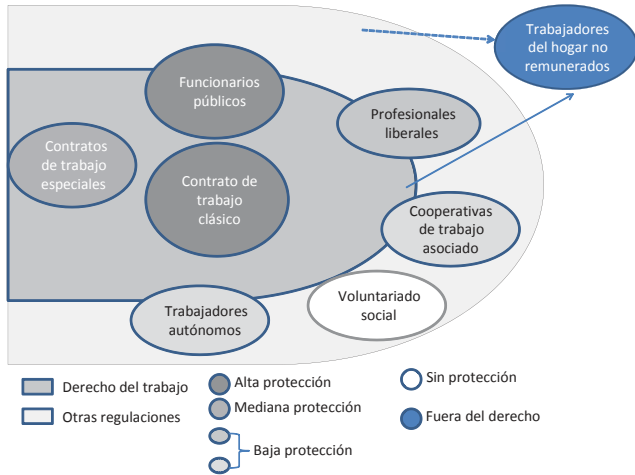 Trabajadores
del hogar no
remunerados
Funcionarios
públicos
Profesionales
liberales
Contratos
de trabajo
especiales
Contrato de
trabajo
clásico
Cooperativas
de trabajo
asociado
Voluntariado
social
Trabajadores
autónomos
Derecho del trabajo
Otras regulaciones
Alta protección
Mediana protección
Baja protección
Sin protección
Fuera del derecho